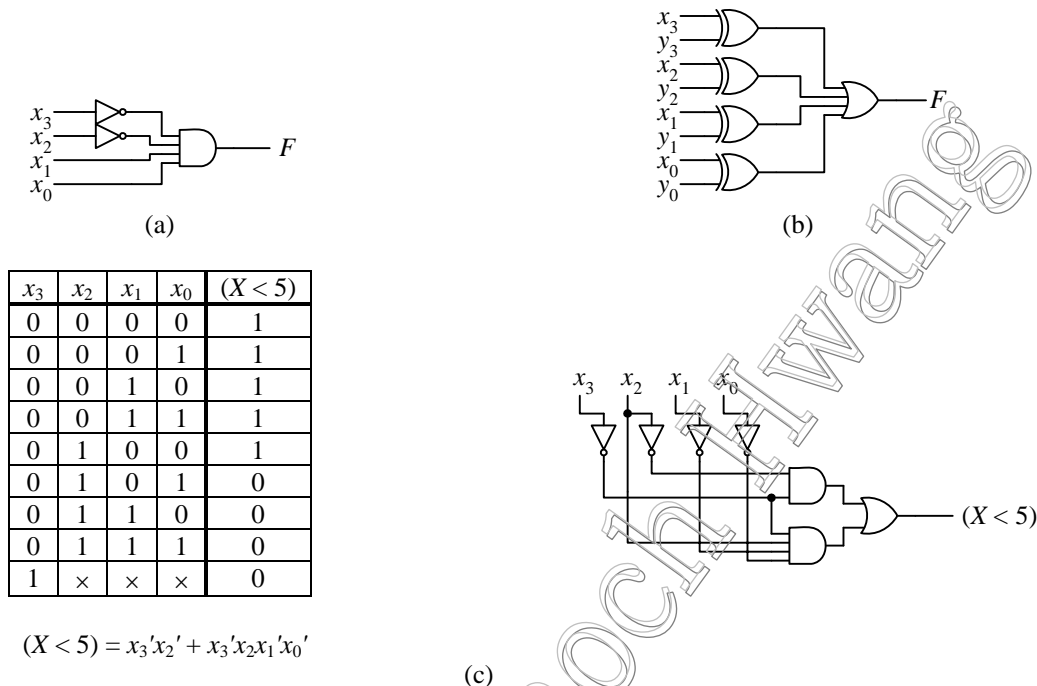 x₃
x₂
x₁
x₀
F
(a)
x₃
y₃
x₂
y₂
x₁
y₁
x₀
y₀
F
(b)
x₃ x₂ x₁ x₀ (X < 5)
0 0 0 0 1
0 0 0 1 1
0 0 1 0 1
0 0 1 1 1
0 1 0 0 1
0 1 0 1 0
0 1 1 0 0
0 1 1 1 0
1 × × × 0
(X < 5) = x₃′x₂′ + x₃′x₂x₁′x₀′
x₃ x₂ x₁ x₀
(X < 5)
(c)
Hwang